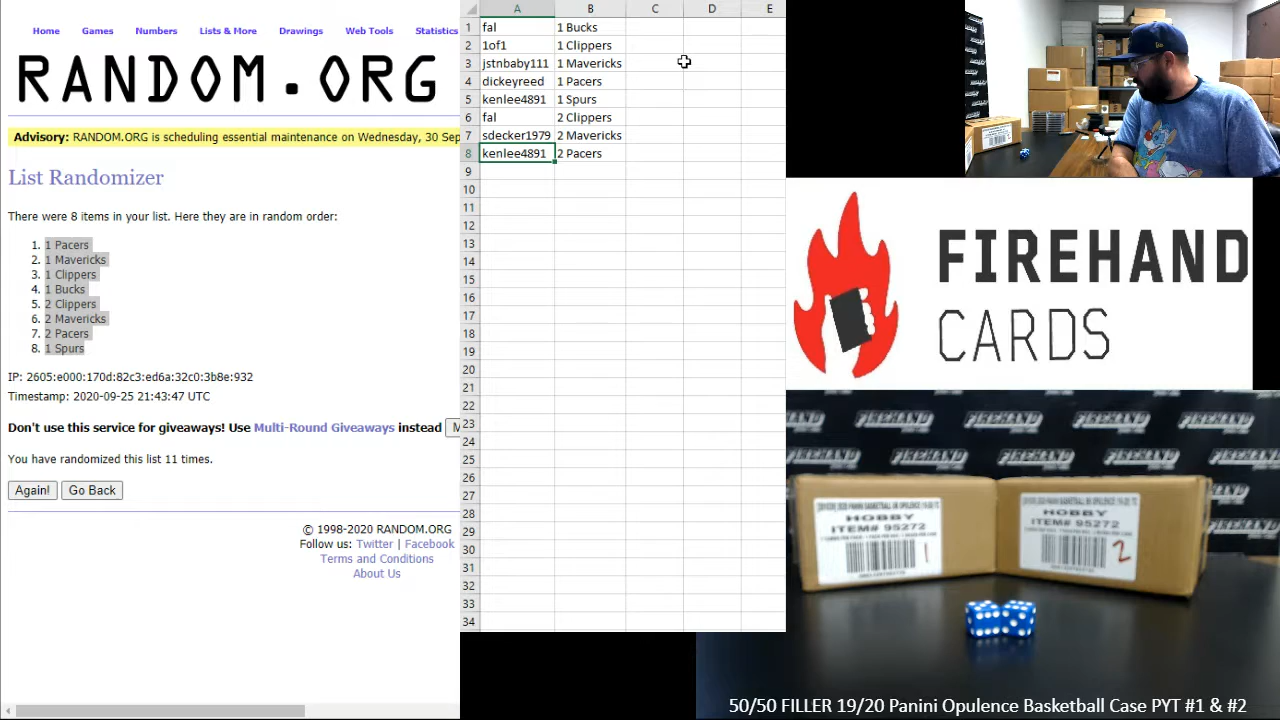 Home Games Numbers Lists & More Drawings Web Tools Statistics
RANDOM.ORG
Advisory: RANDOM.ORG is scheduling essential maintenance on Wednesday, 30 Sep
List Randomizer
There were 8 items in your list. Here they are in random order:
1. 1 Pacers
2. 1 Mavericks
3. 1 Clippers
4. 1 Bucks
5. 2 Clippers
6. 2 Mavericks
7. 2 Pacers
8. 1 Spurs
IP: 2605:e000:170d:82c3:ed6a:32c0:3b8e:932
Timestamp: 2020-09-25 21:43:47 UTC
Don't use this service for giveaways! Use Multi-Round Giveaways instead M
You have randomized this list 11 times.
Again! Go Back
© 1998-2020 RANDOM.ORG
Follow us: Twitter | Facebook
Terms and Conditions
About Us
A B C D E
1 fal 1 Bucks
2 1of1 1 Clippers
3 jstnbaby111 1 Mavericks
4 dickeyreed 1 Pacers
5 kenlee4891 1 Spurs
6 fal 2 Clippers
7 sdecker1979 2 Mavericks
8 kenlee4891 2 Pacers
9
10
11
12
13
14
15
16
17
18
19
20
21
22
23
24
25
26
27
28
29
30
31
32
33
34
FIREHAND
CARDS
FIREHAND FIREHAND FIREHAND
HOBBY
ITEM# 95272
1
HOBBY
ITEM# 95272
2
50/50 FILLER 19/20 Panini Opulence Basketball Case PYT #1 & #2